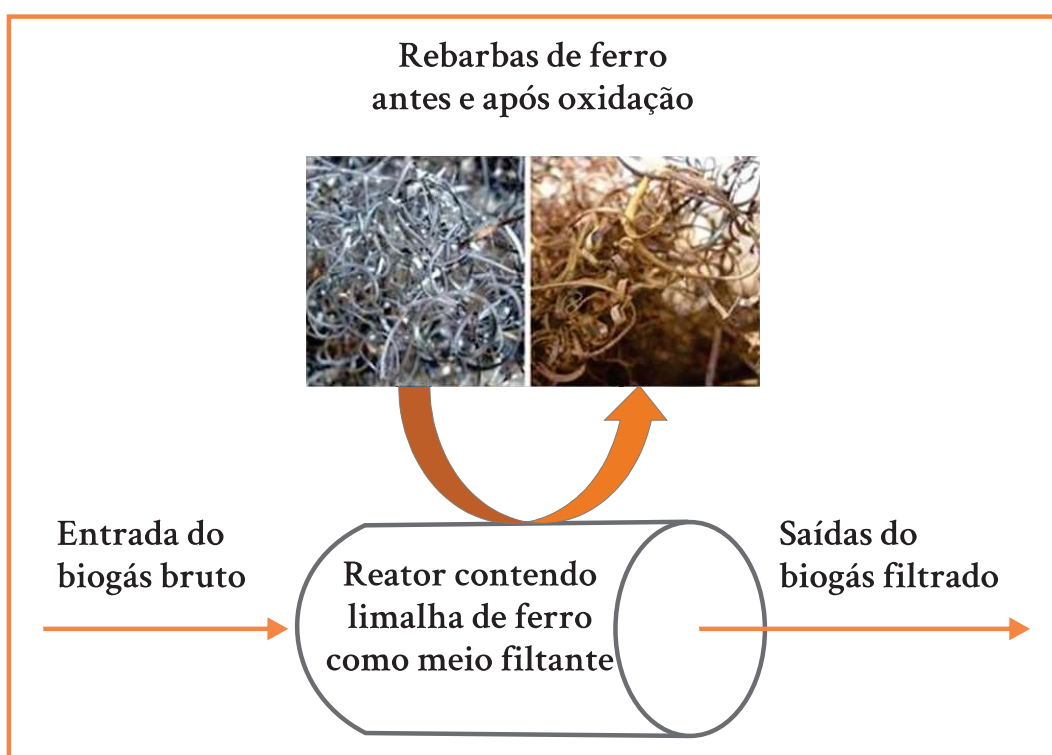 Rebarbas de ferro
antes e após oxidação
Entrada do
biogás bruto
Reator contendo
limalha de ferro
como meio filtante
Saídas do
biogás filtrado